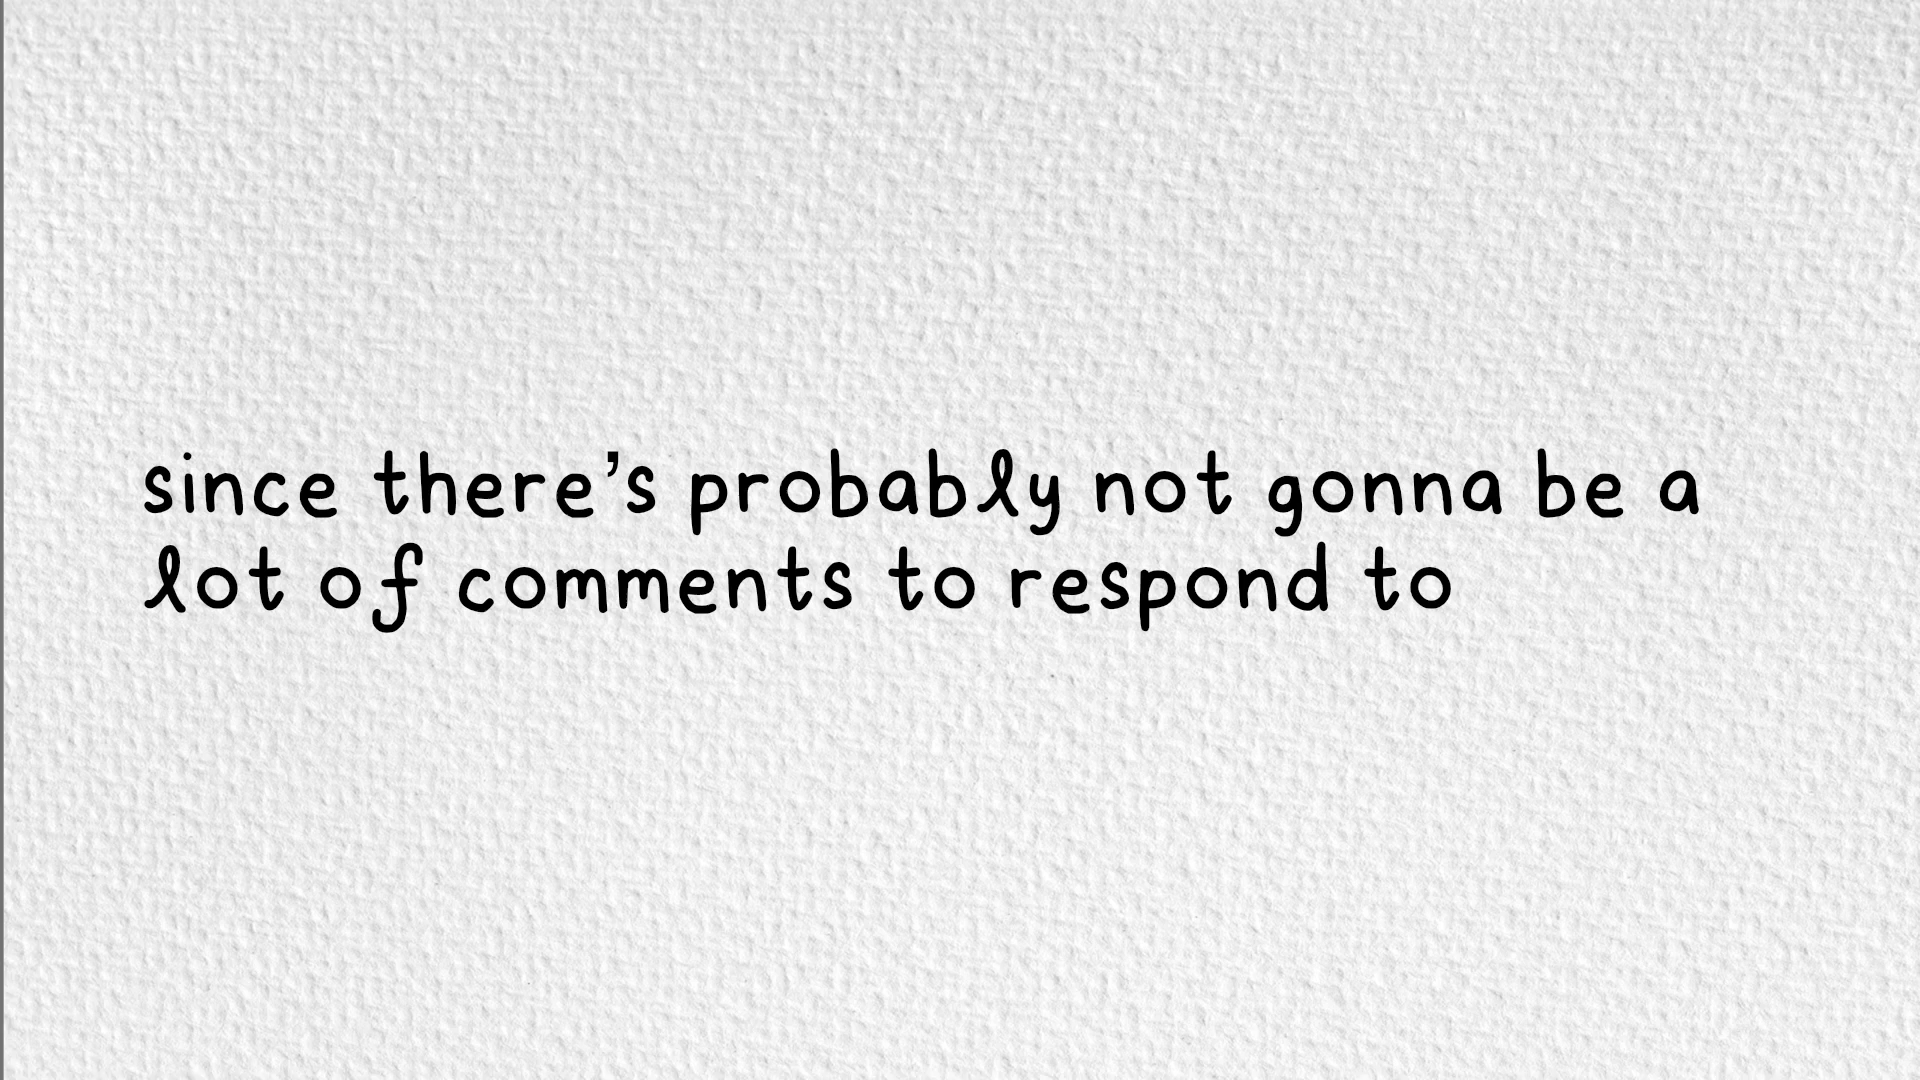 since there’s probably not gonna be a
lot of comments to respond to